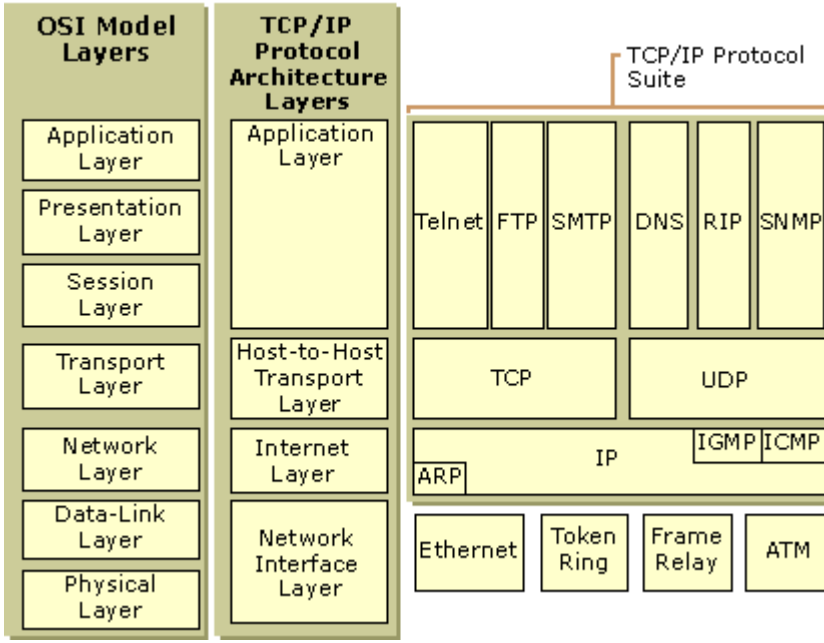 OSI Model
Layers
TCP/IP
Protocol
Architecture
Layers
TCP/IP Protocol
Suite
Application
Layer
Presentation
Layer
Session
Layer
Transport
Layer
Network
Layer
Data-Link
Layer
Physical
Layer
Application
Layer
Host-to-Host
Transport
Layer
Internet
Layer
Network
Interface
Layer
Telnet
FTP
SMTP
DNS
RIP
SNMP
TCP
UDP
IP
IGMP
ICMP
ARP
Ethernet
Token
Ring
Frame
Relay
ATM